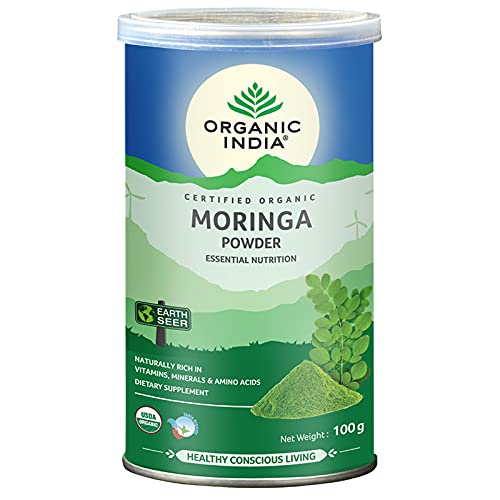 ORGANIC
INDIA®
CERTIFIED ORGANIC
MORINGA
POWDER
ESSENTIAL NUTRITION
EARTH
SEER
NATURALLY RICH IN
VITAMINS, MINERALS & AMINO ACIDS
DIETARY SUPPLEMENT
USDA
ORGANIC
Net Weight : 100 g
HEALTHY CONSCIOUS LIVING